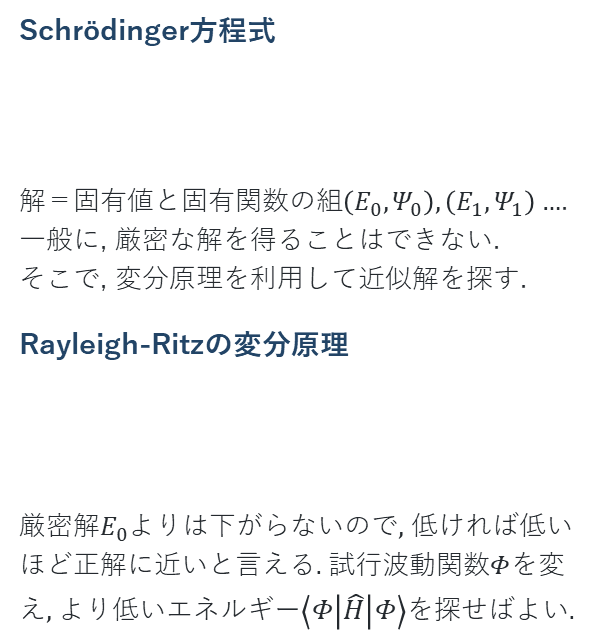 Schrödinger方程式
解＝固有値と固有関数の組(E₀,Ψ₀),(E₁,Ψ₁) ....
一般に, 厳密な解を得ることはできない.
そこで, 変分原理を利用して近似解を探す.
Rayleigh-Ritzの変分原理
厳密解E₀よりは下がらないので, 低ければ低い
ほど正解に近いと言える. 試行波動関数Φを変
え, より低いエネルギー⟨Φ|Ĥ|Φ⟩を探せばよい.